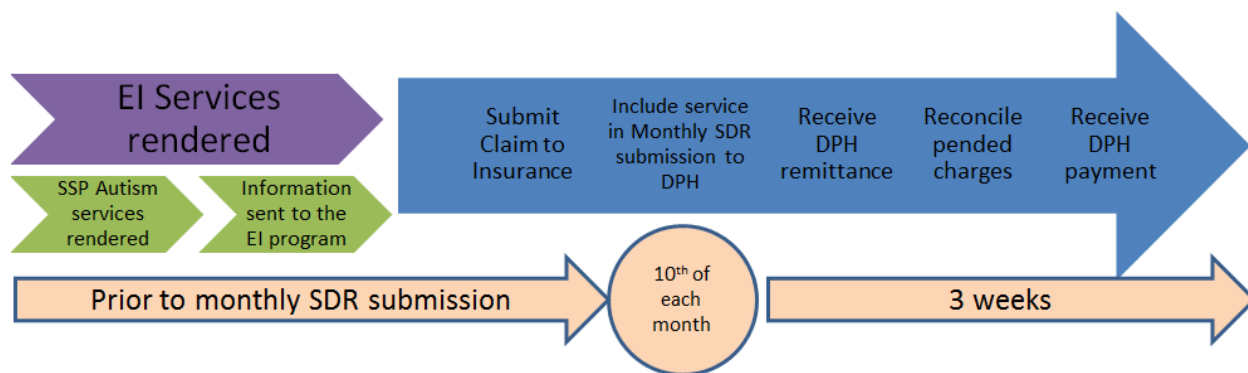 EI Services
rendered
SSP Autism
services
rendered
Information
sent to the
EI program
Submit
Claim to
Insurance
Include service
in Monthly SDR
submission to
DPH
Receive
DPH
remittance
Reconcile
pended
charges
Receive
DPH
payment
Prior to monthly SDR submission
10th of
each
month
3 weeks